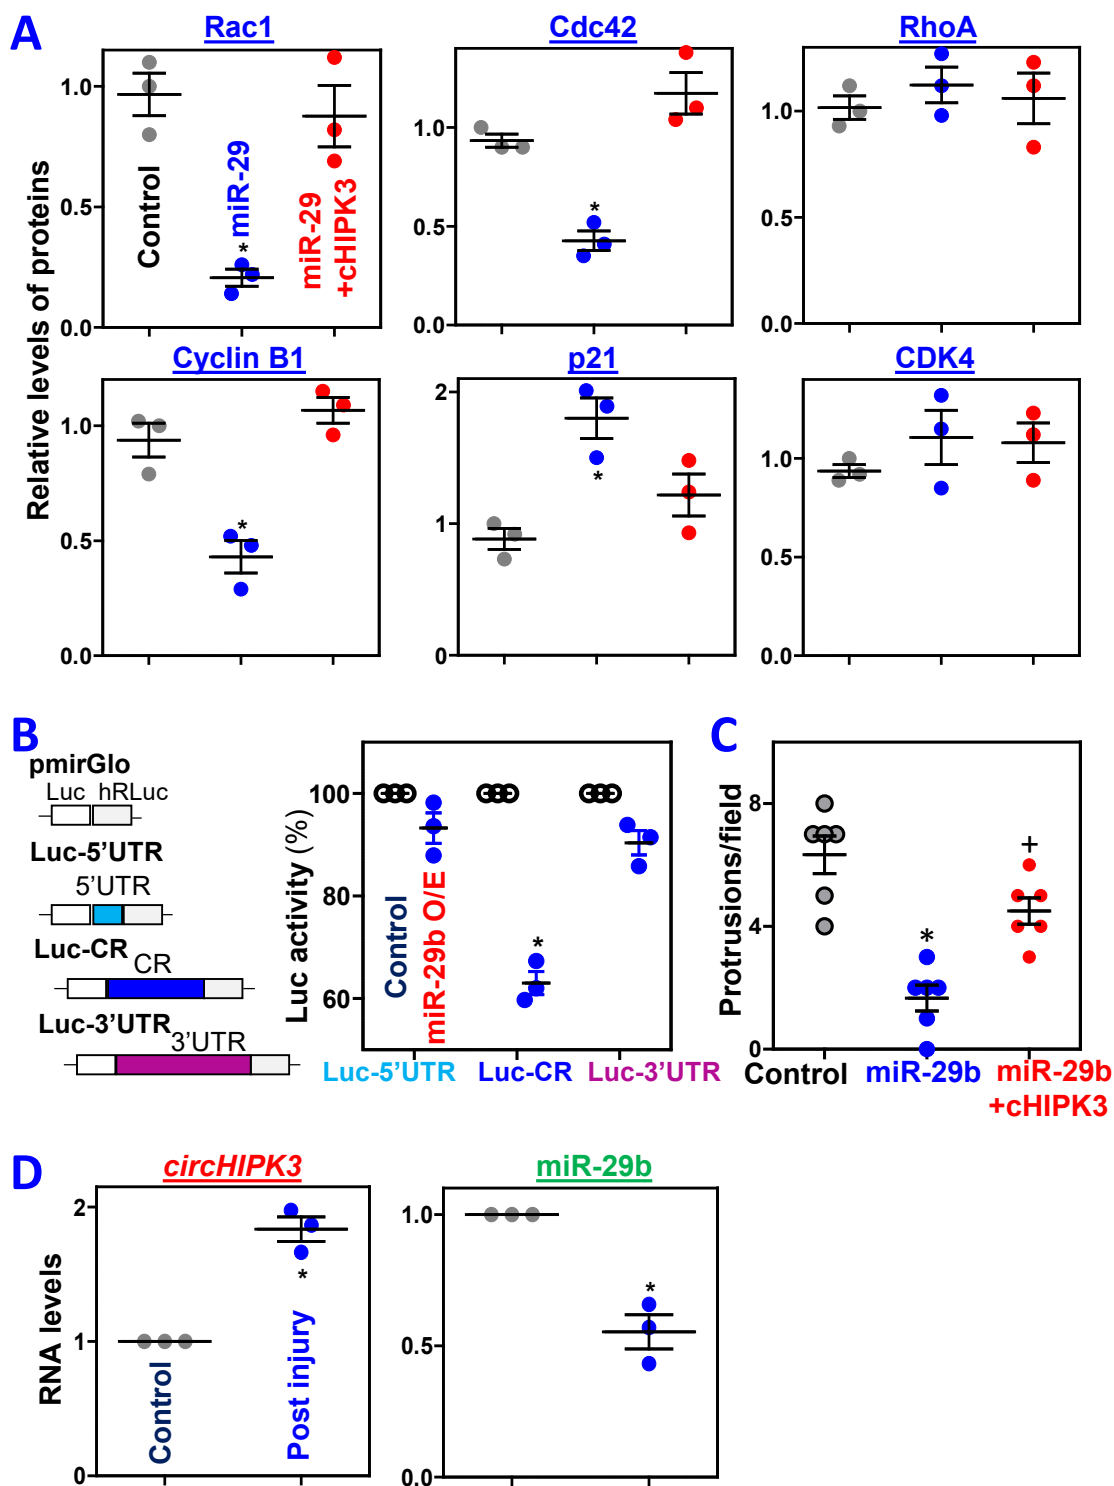 A
Rac1
Cdc42
RhoA
Relative levels of proteins
1.0
0.5
0.0
Control
miR-29
miR-29
+cHIPK3
*
1.0
0.5
0.0
*
1.0
0.5
0.0
Cyclin B1
p21
CDK4
1.0
0.5
0.0
*
2
1
0
*
1.0
0.5
0.0
B
pmirGlo
Luc hRLuc
Luc-5'UTR
5'UTR
Luc-CR
CR
Luc-3'UTR
3'UTR
Luc activity (%)
100
80
60
Control
miR-29b O/E
*
Luc-5'UTR Luc-CR Luc-3'UTR
C
Protrusions/field
8
4
0
*
+
Control miR-29b miR-29b
+cHIPK3
D
circHIPK3
miR-29b
RNA levels
2
1
0
Control
Post injury
*
1.0
0.5
0.0
*